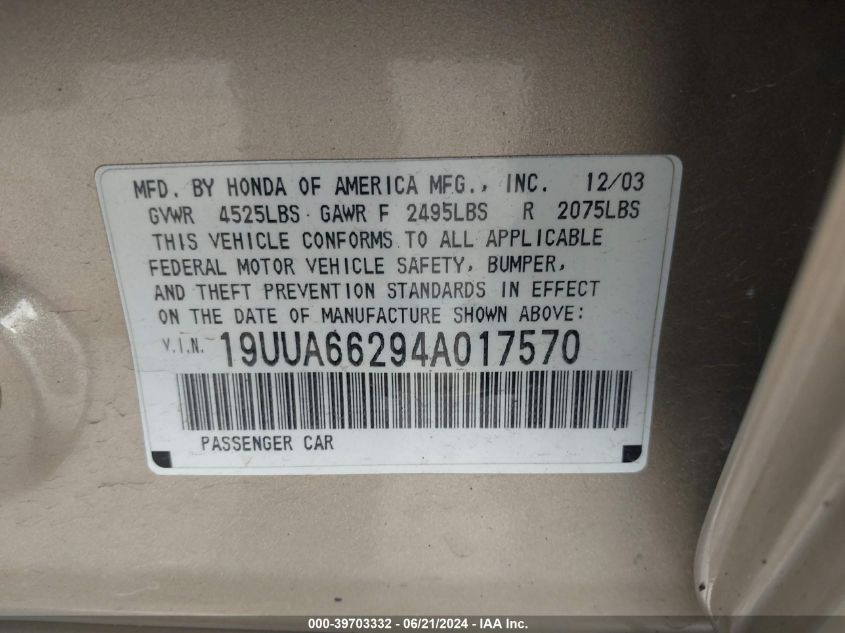 MFD. BY HONDA OF AMERICA MFG., INC. 12/03
GVWR 4525LBS GAWR F 2495LBS R 2075LBS
THIS VEHICLE CONFORMS TO ALL APPLICABLE
FEDERAL MOTOR VEHICLE SAFETY, BUMPER,
AND THEFT PREVENTION STANDARDS IN EFFECT
ON THE DATE OF MANUFACTURE SHOWN ABOVE:
V.I.N. 19UUA66294A017570
PASSENGER CAR
000-39703332 / 06/21/2024 - IAA Inc.